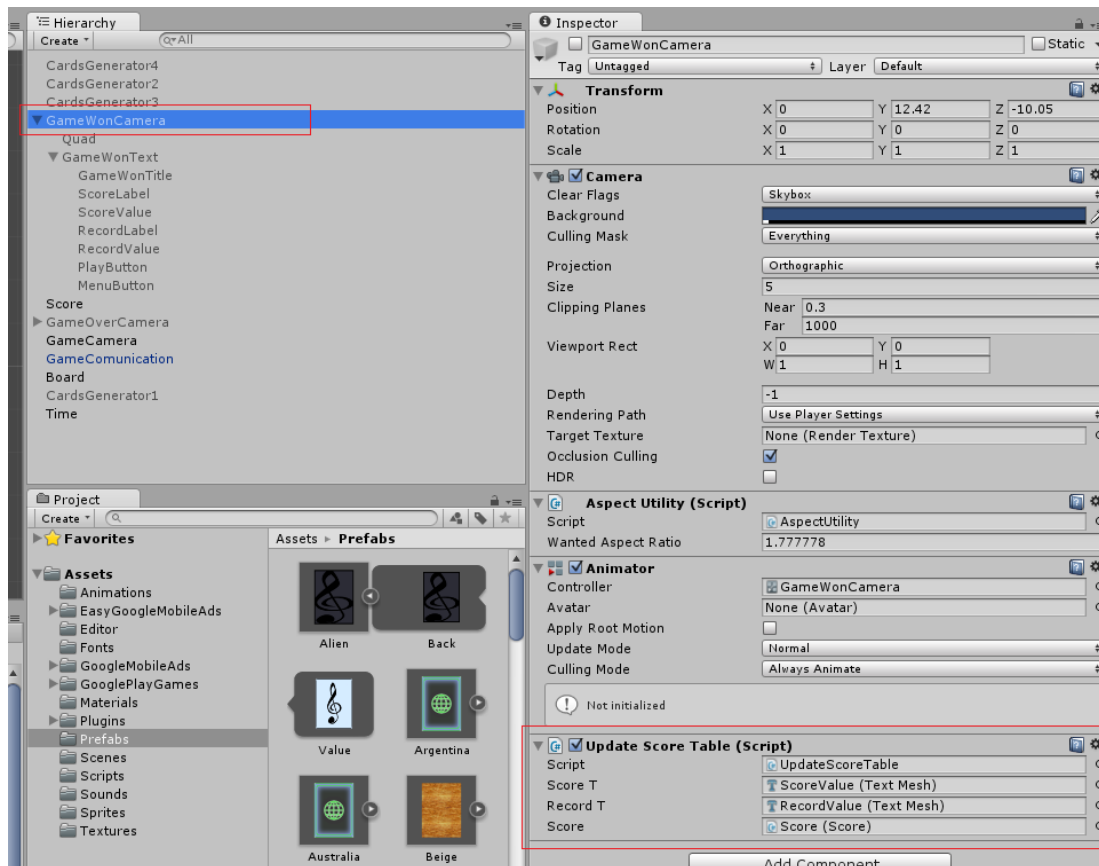 Hierarchy
Create
All
CardsGenerator4
CardsGenerator2
CardsGenerator3
GameWonCamera
Quad
GameWonText
GameWonTitle
ScoreLabel
ScoreValue
RecordLabel
RecordValue
PlayButton
MenuButton
Score
GameOverCamera
GameCamera
GameComunication
Board
CardsGenerator1
Time
Project
Create
Favorites
Assets
Animations
EasyGoogleMobileAds
Editor
Fonts
GoogleMobileAds
GooglePlayGames
Materials
Plugins
Prefabs
Scenes
Scripts
Sounds
Sprites
Textures
Assets Prefabs
Alien Back
Value Argentina
Australia Beige
Inspector
GameWonCamera Static
Tag Untagged Layer Default
Transform
Position X 0 Y 12.42 Z -10.05
Rotation X 0 Y 0 Z 0
Scale X 1 Y 1 Z 1
Camera
Clear Flags Skybox
Background
Culling Mask Everything
Projection Orthographic
Size 5
Clipping Planes Near 0.3
Far 1000
Viewport Rect X 0 Y 0
W 1 H 1
Depth -1
Rendering Path Use Player Settings
Target Texture None (Render Texture)
Occlusion Culling
HDR
Aspect Utility (Script)
Script AspectUtility
Wanted Aspect Ratio 1.777778
Animator
Controller GameWonCamera
Avatar None (Avatar)
Apply Root Motion
Update Mode Normal
Culling Mode Always Animate
Not initialized
Update Score Table (Script)
Script UpdateScoreTable
Score T ScoreValue (Text Mesh)
Record T RecordValue (Text Mesh)
Score Score (Score)
Add Component